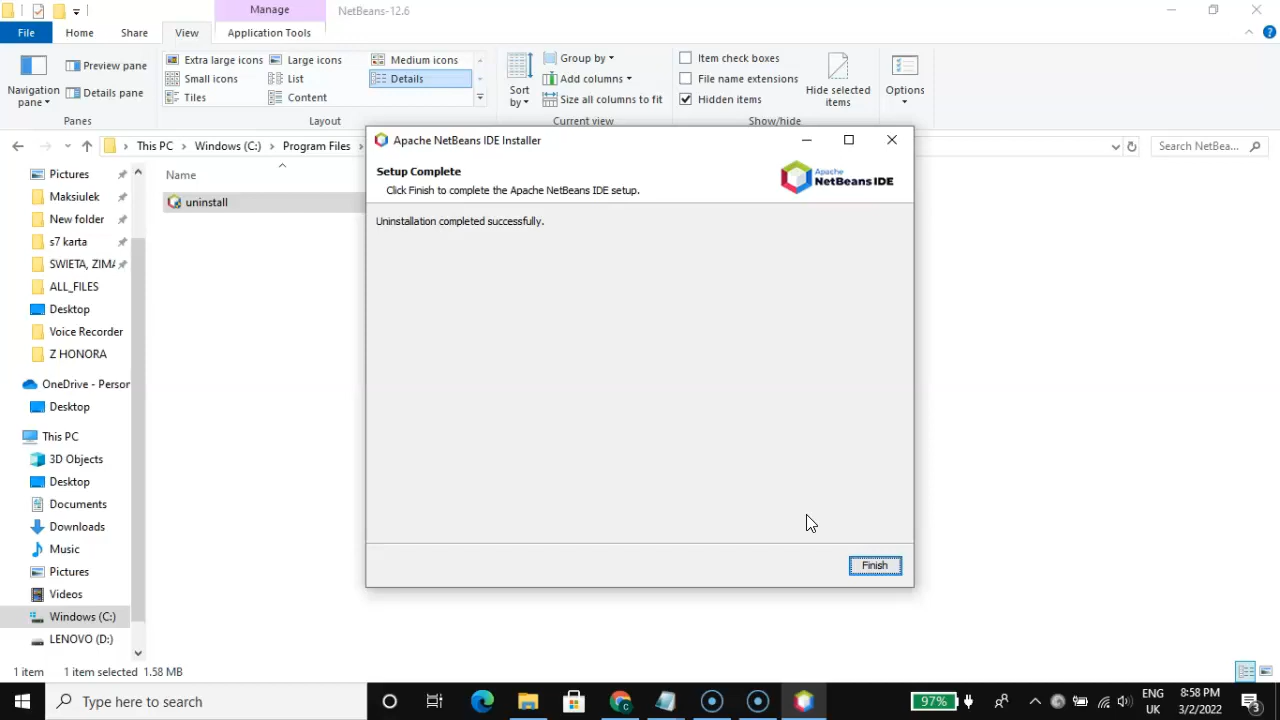 Manage
NetBeans-12.6
File
Home
Share
View
Application Tools
Navigation pane
Preview pane
Details pane
Panes
Extra large icons
Large icons
Medium icons
Small icons
List
Details
Tiles
Content
Layout
Sort by
Group by
Add columns
Size all columns to fit
Current view
Item check boxes
File name extensions
Hidden items
Hide selected items
Show/hide
Options
This PC
Windows (C:)
Program Files
Search NetBea...
Pictures
Maksiulek
New folder
s7 karta
SWIETA, ZIMA
ALL_FILES
Desktop
Voice Recorder
Z HONORA
OneDrive - Person
Desktop
This PC
3D Objects
Desktop
Documents
Downloads
Music
Pictures
Videos
Windows (C:)
LENOVO (D:)
Name
uninstall
Apache NetBeans IDE Installer
Setup Complete
Click Finish to complete the Apache NetBeans IDE setup.
Apache
NetBeans IDE
Uninstallation completed successfully.
Finish
1 item
1 item selected 1.58 MB
Type here to search
97%
ENG
UK
8:58 PM
3/2/2022
3